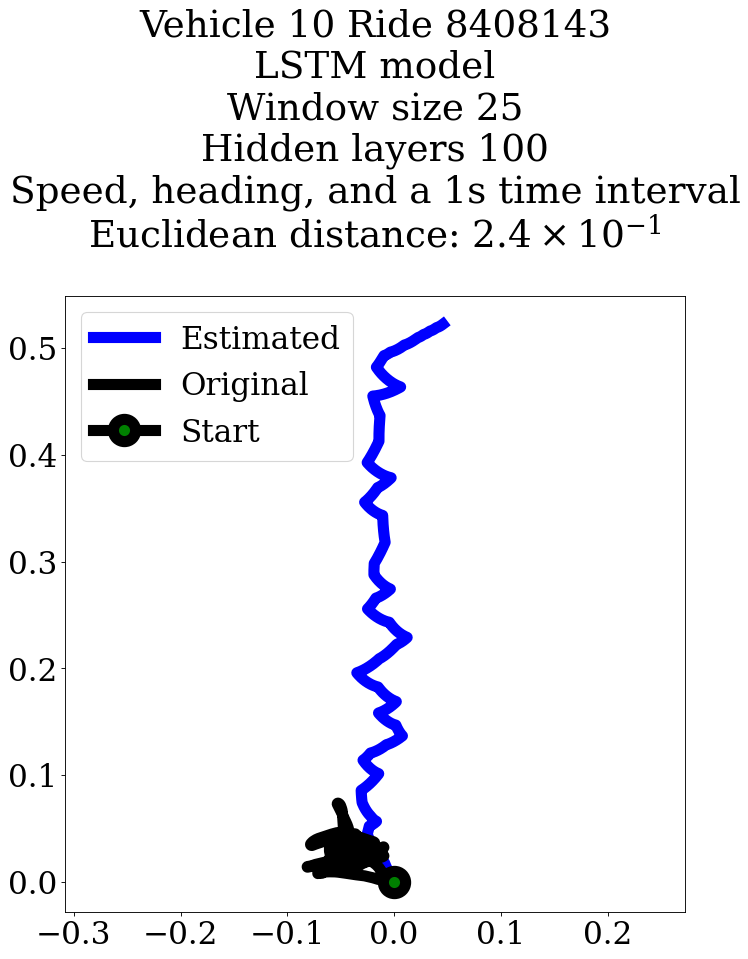 Vehicle 10 Ride 8408143
LSTM model
Window size 25
Hidden layers 100
Speed, heading, and a 1s time interval
Euclidean distance: 2.4 × 10⁻¹
Estimated
Original
Start
0.5
0.4
0.3
0.2
0.1
0.0
−0.3 −0.2 −0.1 0.0 0.1 0.2